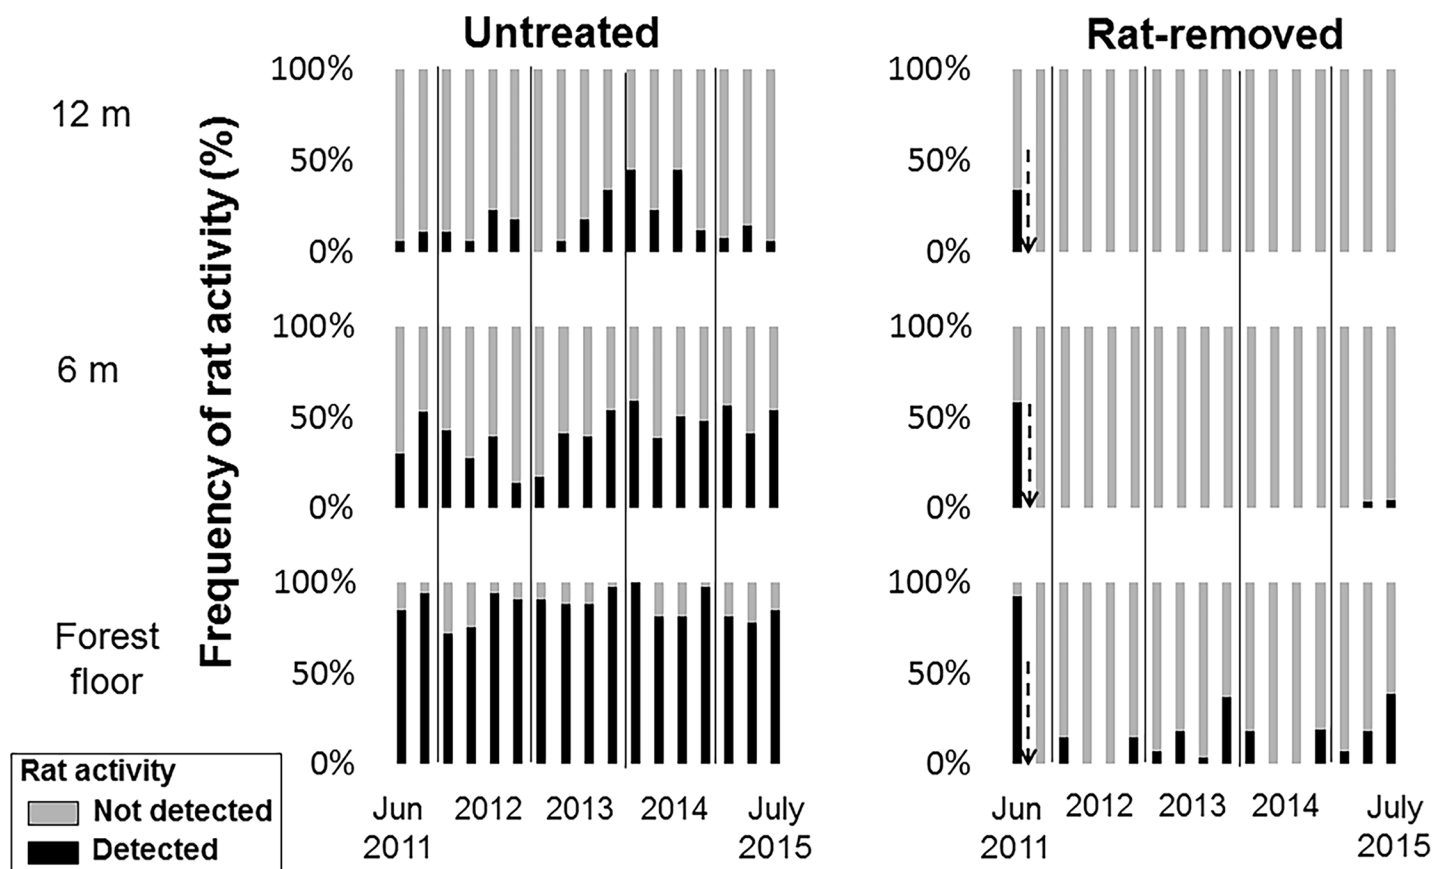 Untreated
Rat-removed
12 m
6 m
Forest
floor
Frequency of rat activity (%)
100%
50%
0%
100%
50%
0%
100%
50%
0%
100%
50%
0%
100%
50%
0%
100%
50%
0%
Jun
2011
2012
2013
2014
July
2015
Jun
2011
2012
2013
2014
July
2015
Rat activity
Not detected
Detected